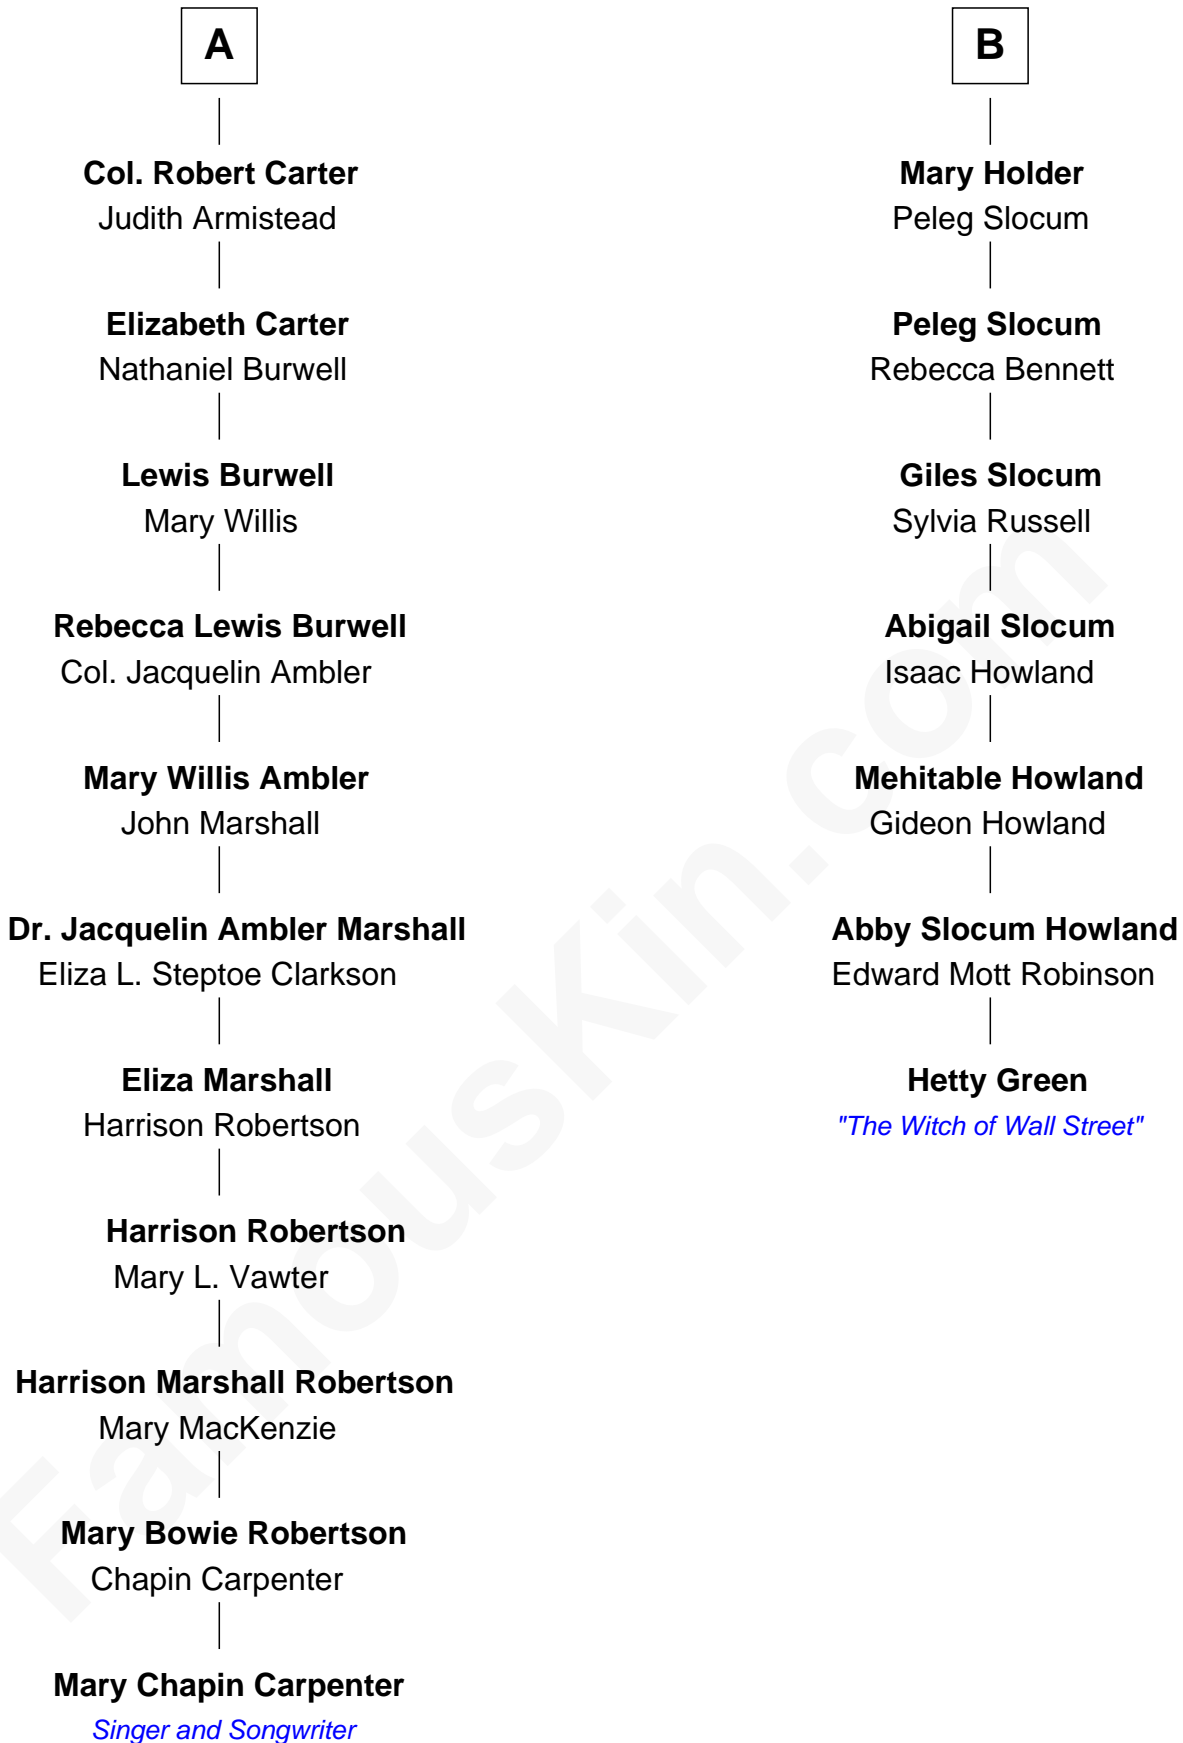 A
Col. Robert Carter
Judith Armistead
Elizabeth Carter
Nathaniel Burwell
Lewis Burwell
Mary Willis
Rebecca Lewis Burwell
Col. Jacquelin Ambler
Mary Willis Ambler
John Marshall
Dr. Jacquelin Ambler Marshall
Eliza L. Steptoe Clarkson
Eliza Marshall
Harrison Robertson
Harrison Robertson
Mary L. Vawter
Harrison Marshall Robertson
Mary MacKenzie
Mary Bowie Robertson
Chapin Carpenter
Mary Chapin Carpenter
Singer and Songwriter
B
Mary Holder
Peleg Slocum
Peleg Slocum
Rebecca Bennett
Giles Slocum
Sylvia Russell
Abigail Slocum
Isaac Howland
Mehitable Howland
Gideon Howland
Abby Slocum Howland
Edward Mott Robinson
Hetty Green
"The Witch of Wall Street"
FamousKin.com